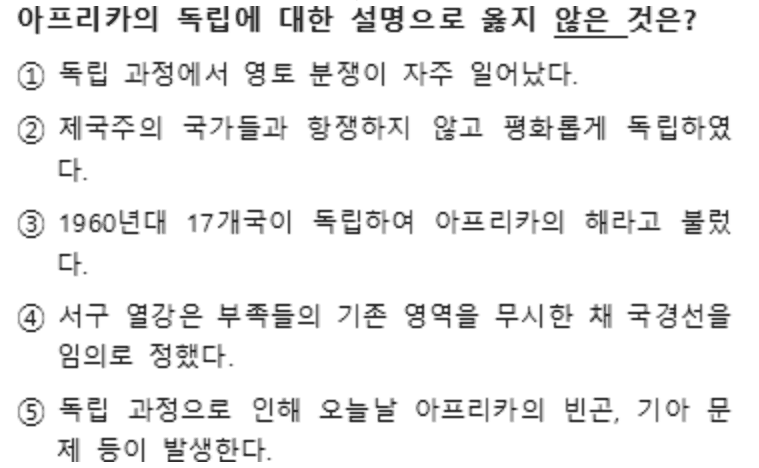 아프리카의 독립에 대한 설명으로 옳지 않은 것은?
① 독립 과정에서 영토 분쟁이 자주 일어났다.
② 제국주의 국가들과 항쟁하지 않고 평화롭게 독립하였
다.
③ 1960년대 17개국이 독립하여 아프리카의 해라고 불렀
다.
④ 서구 열강은 부족들의 기존 영역을 무시한 채 국경선을
임의로 정했다.
⑤ 독립 과정으로 인해 오늘날 아프리카의 빈곤, 기아 문
제 등이 발생한다.